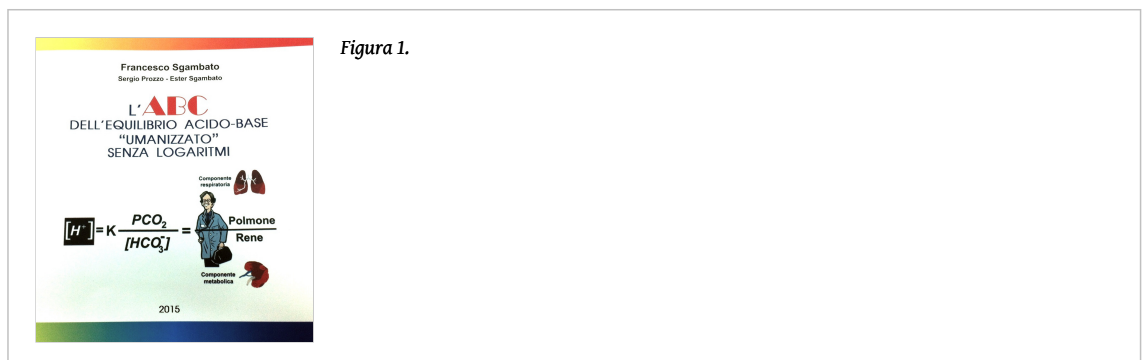 Figura 1.
Francesco Sgambato
Sergio Prozzo - Ester Sgambato
L'ABC
DELL'EQUILIBRIO ACIDO-BASE
“UMANIZZATO”
SENZA LOGARITMI
Componente
respiratoria
[H⁺] = K PCO₂ / [HCO₃⁻] = Polmone / Rene
Componente
metabolica
2015